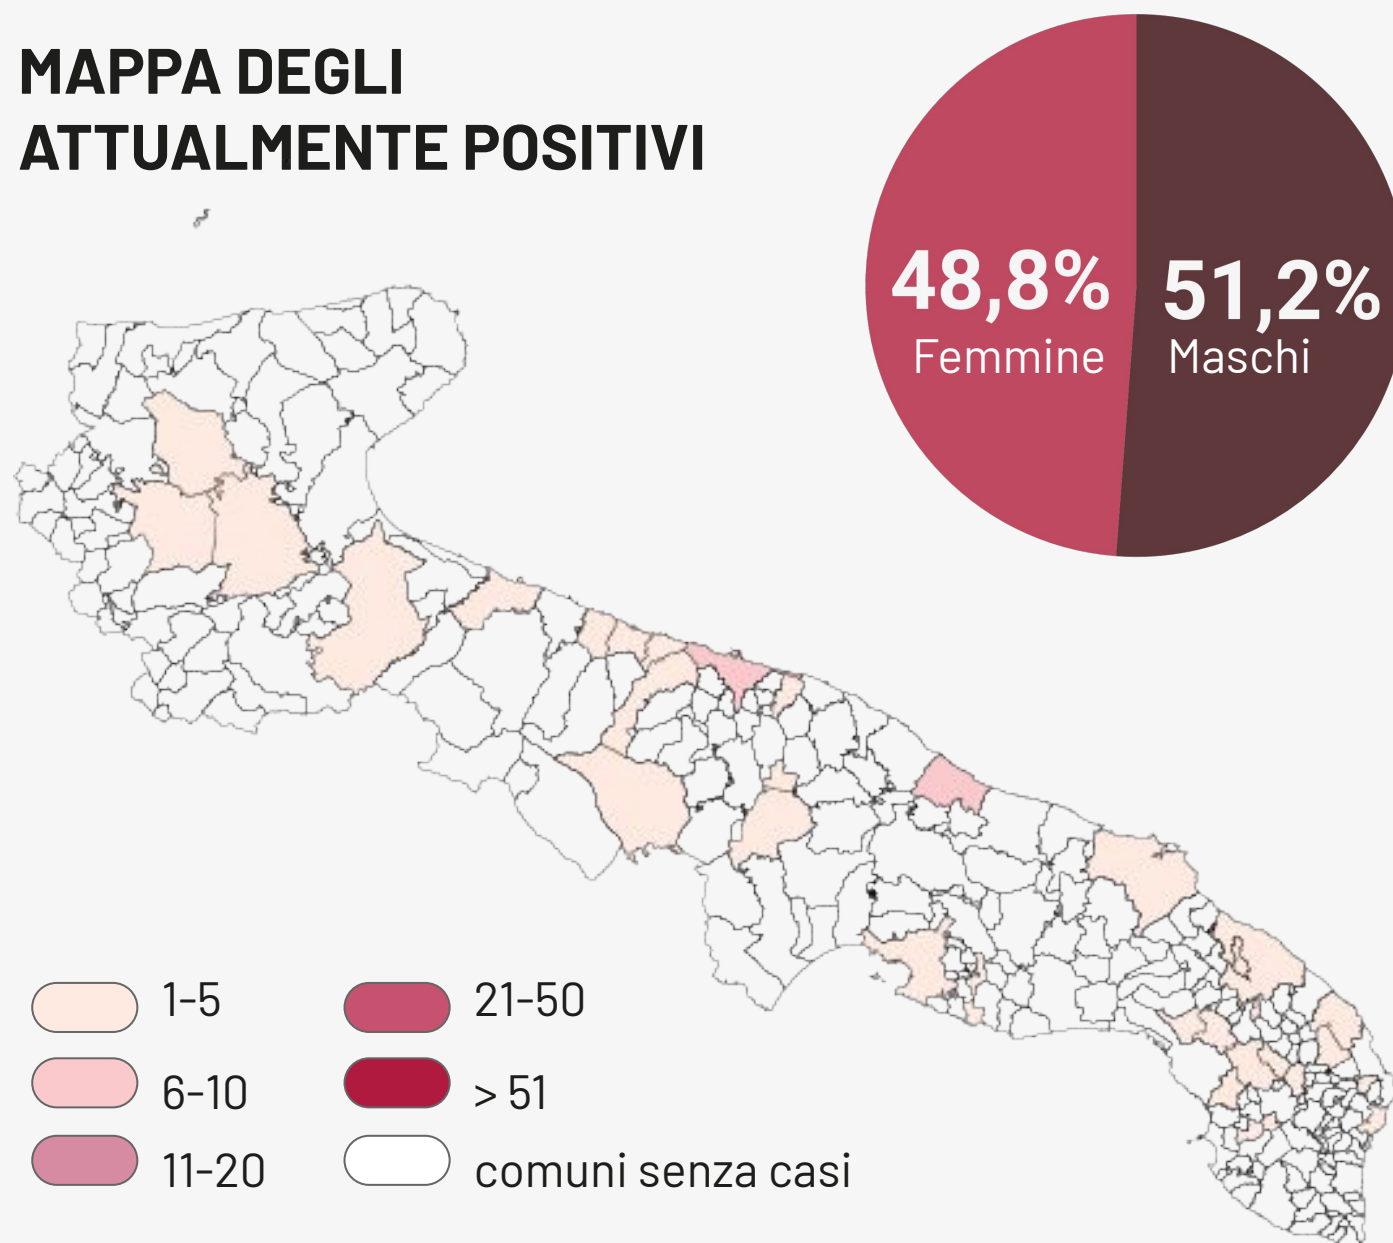 MAPPA DEGLI
ATTUALMENTE POSITIVI
48,8%
Femmine
51,2%
Maschi
1-5
6-10
11-20
21-50
> 51
comuni senza casi